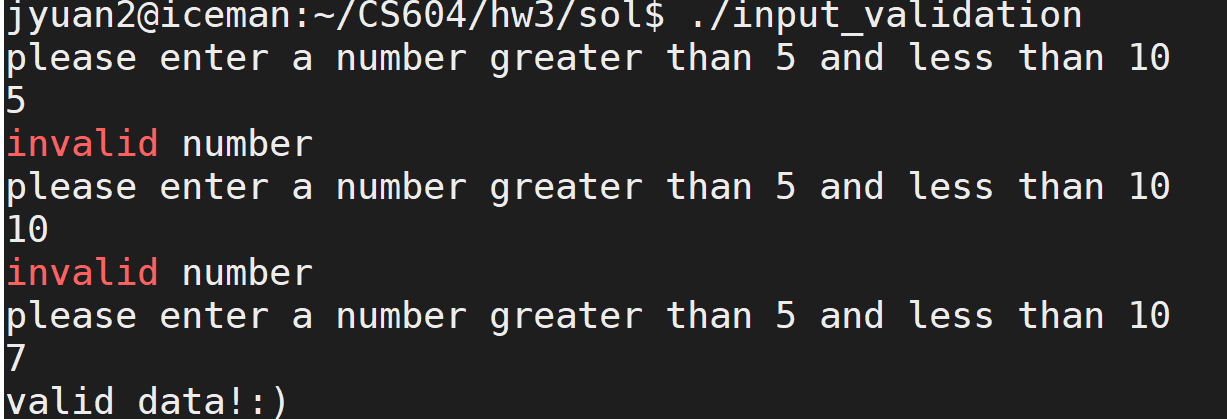 jyuan2@iceman:~/CS604/hw3/sol$ ./input_validation
please enter a number greater than 5 and less than 10
5
invalid number
please enter a number greater than 5 and less than 10
10
invalid number
please enter a number greater than 5 and less than 10
7
valid data!:)